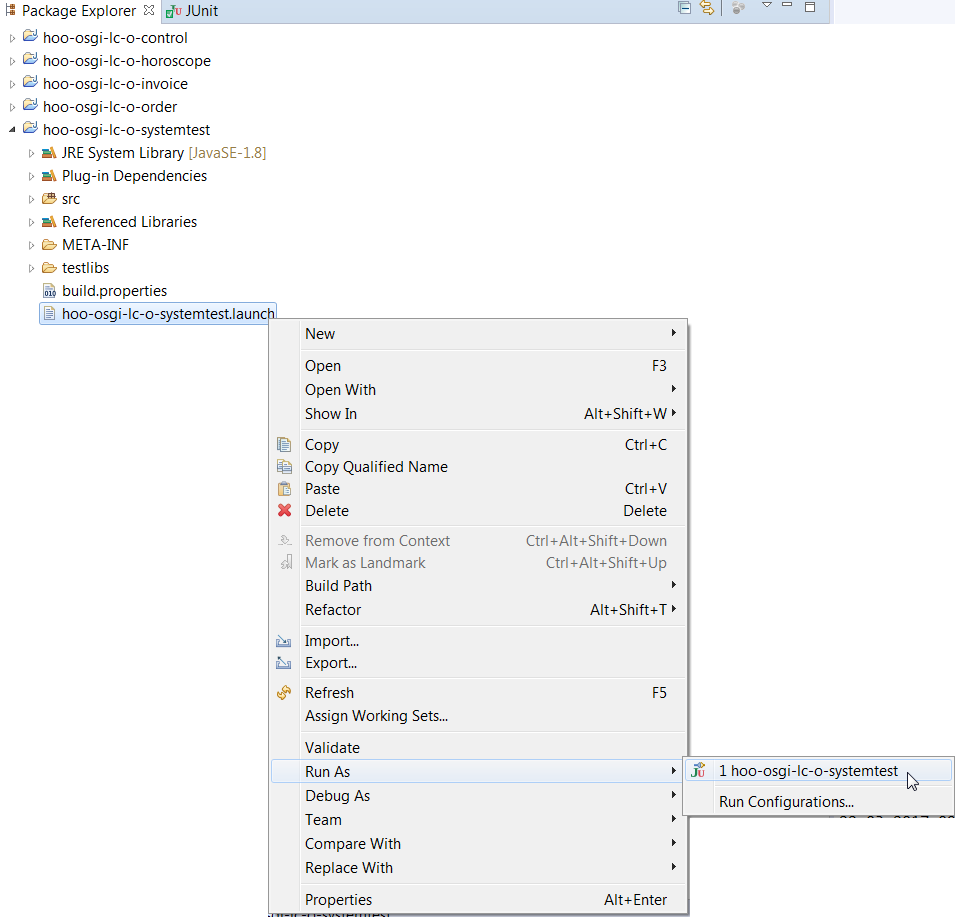 Package Explorer JUnit
hoo-osgi-lc-o-control
hoo-osgi-lc-o-horoscope
hoo-osgi-lc-o-invoice
hoo-osgi-lc-o-order
hoo-osgi-lc-o-systemtest
JRE System Library [JavaSE-1.8]
Plug-in Dependencies
src
Referenced Libraries
META-INF
testlibs
build.properties
hoo-osgi-lc-o-systemtest.launch
New
Open F3
Open With
Show In Alt+Shift+W
Copy Ctrl+C
Copy Qualified Name
Paste Ctrl+V
Delete Delete
Remove from Context Ctrl+Alt+Shift+Down
Mark as Landmark Ctrl+Alt+Shift+Up
Build Path
Refactor Alt+Shift+T
Import...
Export...
Refresh F5
Assign Working Sets...
Validate
Run As
1 hoo-osgi-lc-o-systemtest
Debug As
Run Configurations...
Team
Compare With
Replace With
Properties Alt+Enter